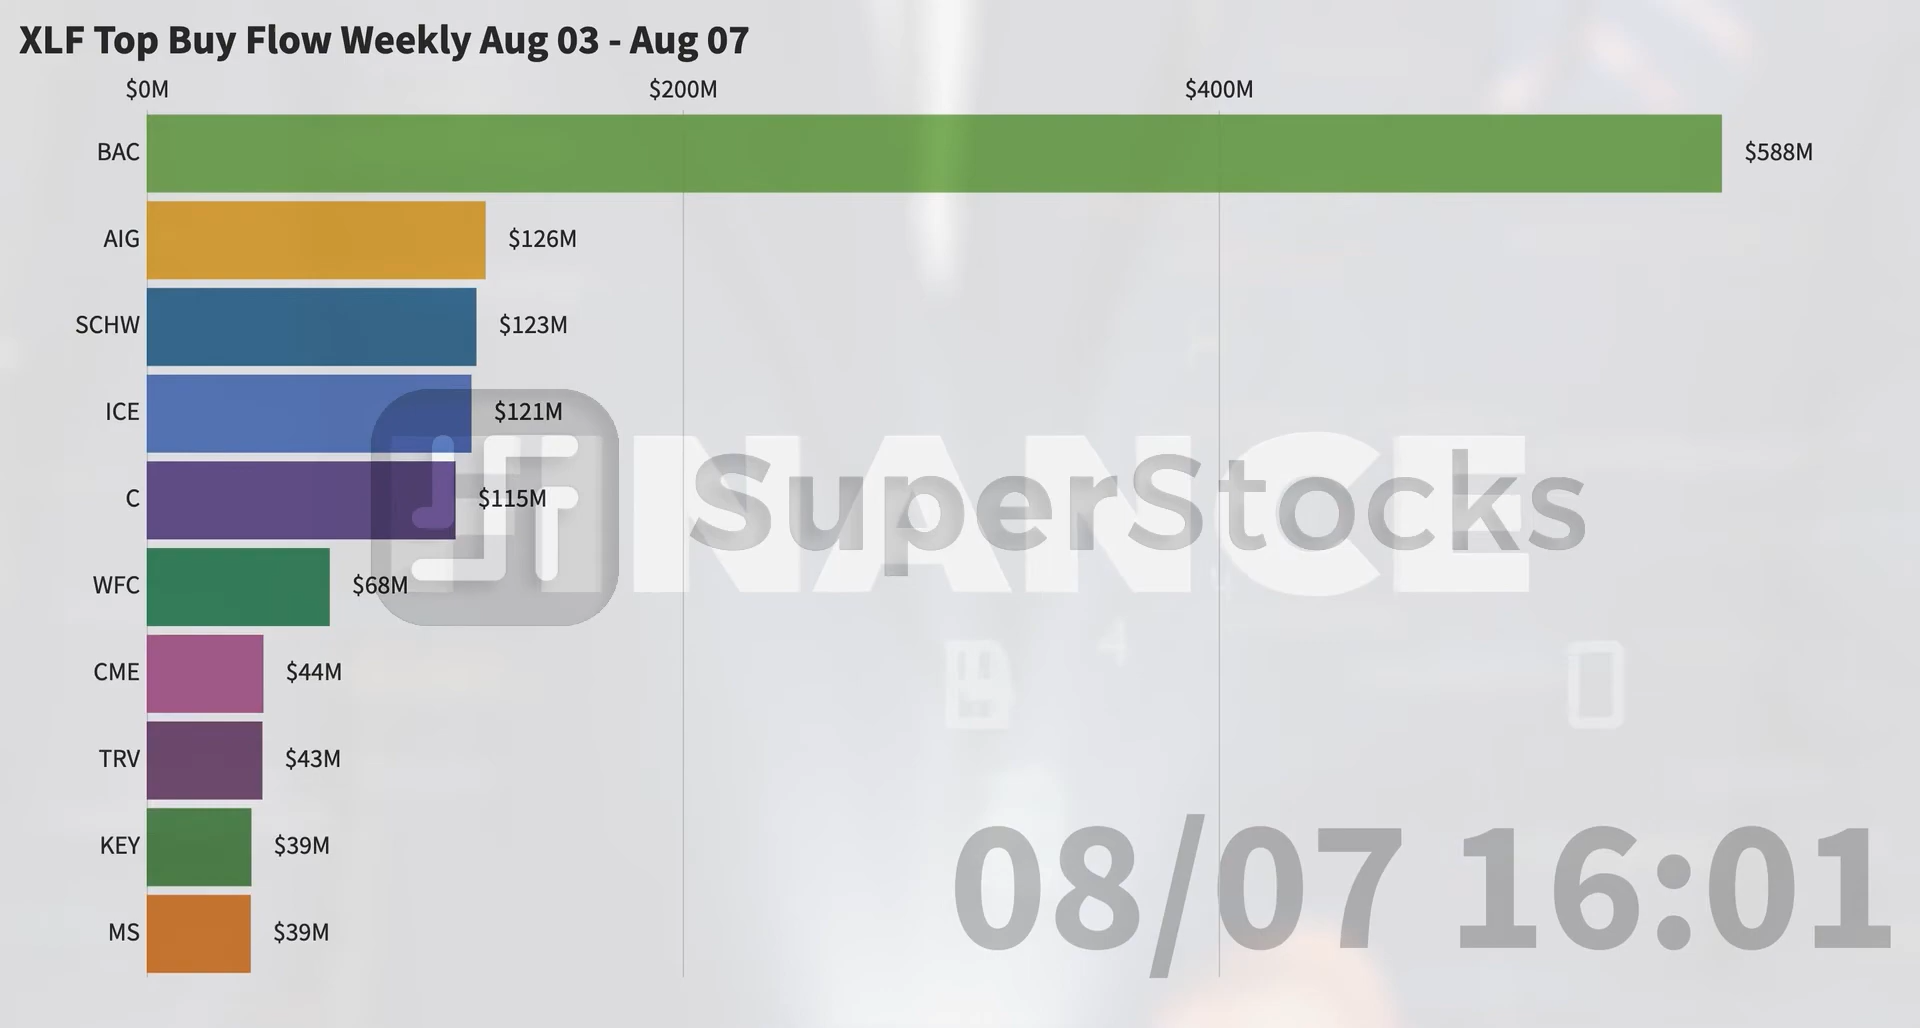 XLF Top Buy Flow Weekly Aug 03 - Aug 07
$0M $200M $400M
BAC $588M
AIG $126M
SCHW $123M
ICE $121M
C $115M
WFC $68M
CME $44M
TRV $43M
KEY $39M
MS $39M
FINANCE
SuperStocks
08/07 16:01